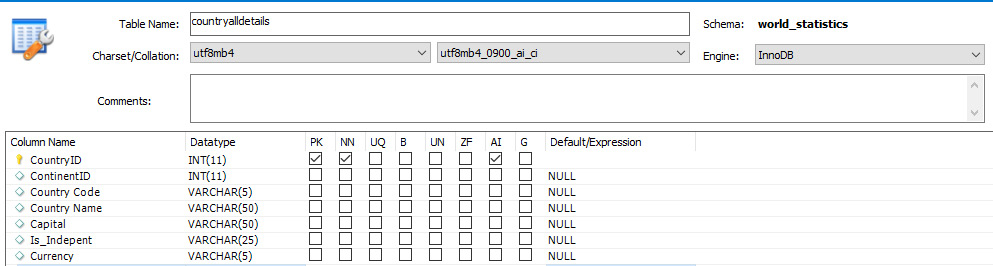 Table Name: countryalldetails Schema: world_statistics
Charset/Collation: utf8mb4 utf8mb4_0900_ai_ci Engine: InnoDB
Comments:
Column Name Datatype PK NN UQ B UN ZF AI G Default/Expression
CountryID INT(11)
ContinentID INT(11) NULL
Country Code VARCHAR(5) NULL
Country Name VARCHAR(50) NULL
Capital VARCHAR(50) NULL
Is_Indepent VARCHAR(25) NULL
Currency VARCHAR(5) NULL